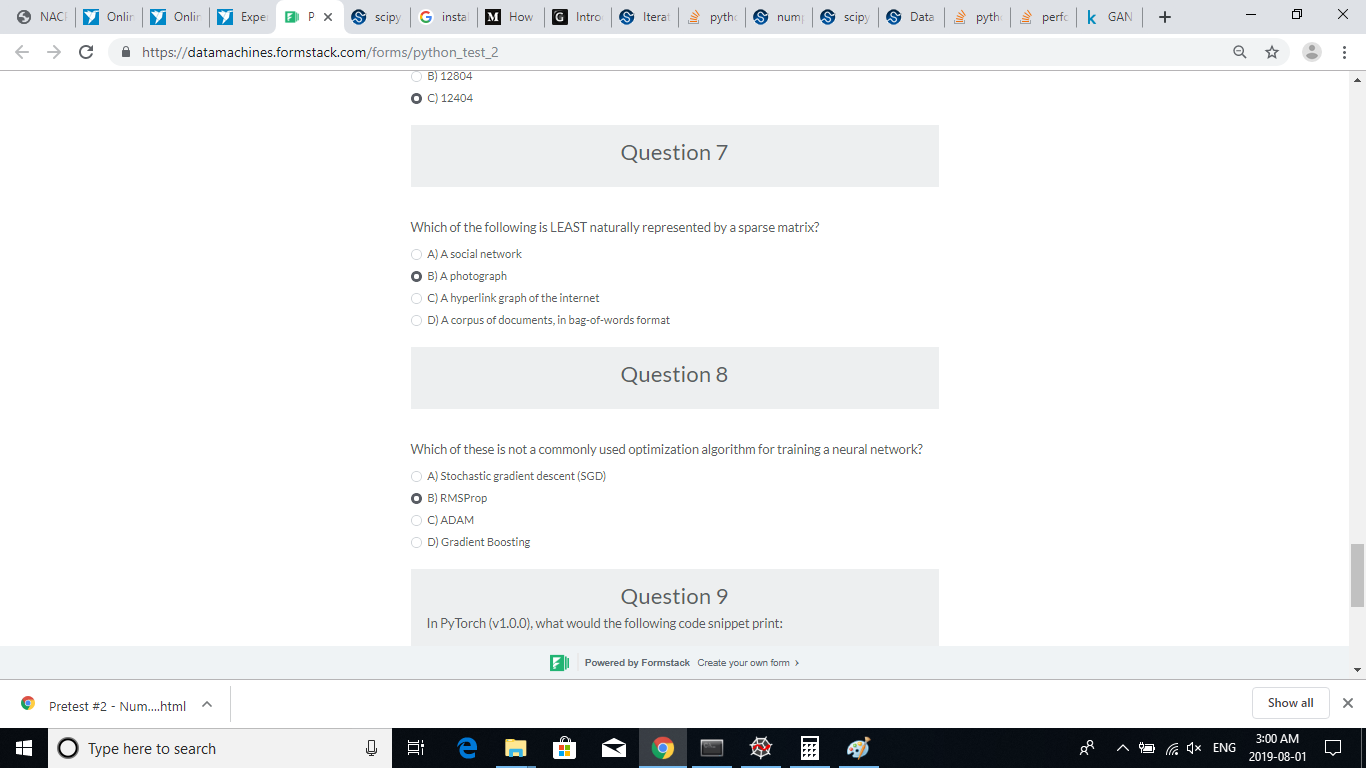 NACI
Onlin
Onlin
Exper
P
scipy
instal
How
Intro
Iterat
pytho
nump
scipy
Data
pytho
perfo
GAN
https://datamachines.formstack.com/forms/python_test_2
B) 12804
C) 12404
Question 7
Which of the following is LEAST naturally represented by a sparse matrix?
A) A social network
B) A photograph
C) A hyperlink graph of the internet
D) A corpus of documents, in bag-of-words format
Question 8
Which of these is not a commonly used optimization algorithm for training a neural network?
A) Stochastic gradient descent (SGD)
B) RMSProp
C) ADAM
D) Gradient Boosting
Question 9
In PyTorch (v1.0.0), what would the following code snippet print:
Powered by Formstack Create your own form ›
Pretest #2 - Num....html
Show all
Type here to search
ENG
3:00 AM
2019-08-01